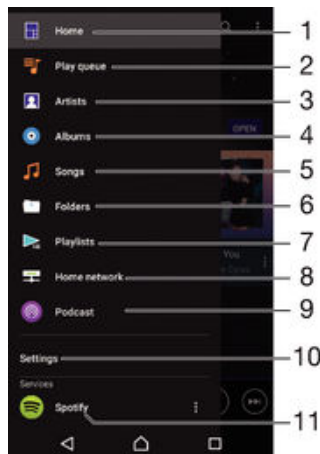 Home 1
Play queue 2
Artists 3
OPEN
Albums 4
Songs 5
Folders 6
You
Playlists 7
Home network 8
Podcast 9
Settings 10
Services
Spotify 11